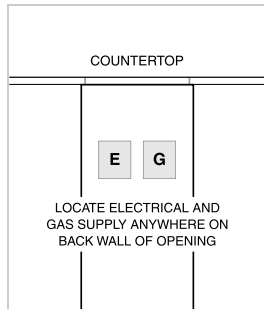 COUNTERTOP
E G
LOCATE ELECTRICAL AND
GAS SUPPLY ANYWHERE ON
BACK WALL OF OPENING